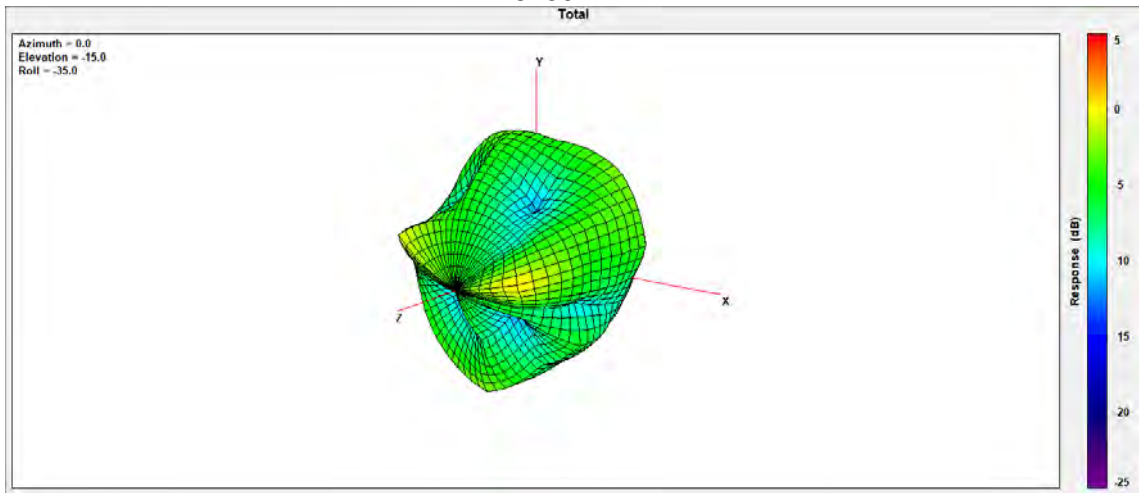 Total
Azimuth = 0.0
Elevation = -15.0
Roll = -35.0
Y
X
Z
5
0
-5
10
15
-20
-25
Response (dB)